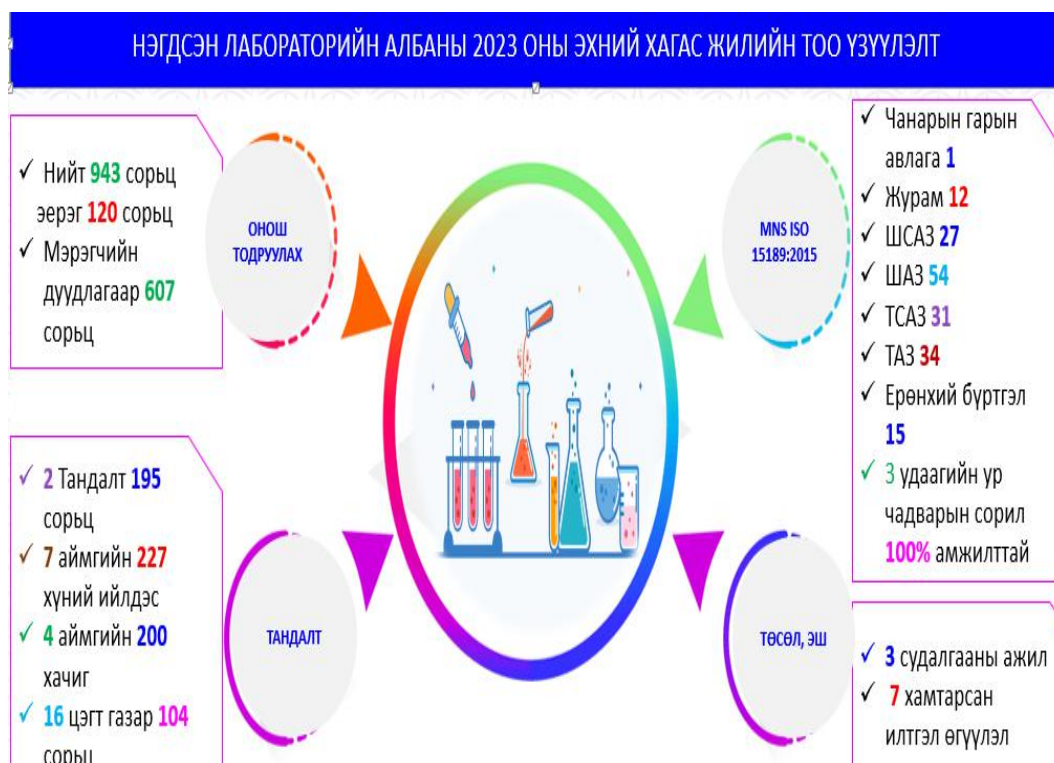 НЭГДСЭН ЛАБОРАТОРИЙН АЛБАНЫ 2023 ОНЫ ЭХНИЙ ХАГАС ЖИЛИЙН ТОО ҮЗҮҮЛЭЛТ
✓ Нийт 943 сорьц
эерэг 120 сорьц
✓ Мэрэгчийн
дуудлагаар 607
сорьц
ОНОШ
ТОДРУУЛАХ
MNS ISO
15189:2015
✓ Чанарын гарын
авлага 1
✓ Журам 12
✓ ШСАЗ 27
✓ ШАЗ 54
✓ ТСАЗ 31
✓ ТАЗ 34
✓ Ерөнхий бүртгэл
15
✓ 3 удаагийн ур
чадварын сорил
100% амжилттай
✓ 2 Тандалт 195
сорьц
✓ 7 аймгийн 227
хүний ийлдэс
✓ 4 аймгийн 200
хачиг
✓ 16 цэгт газар 104
сорьц
ТАНДАЛТ
ТӨСӨЛ, ЭШ
✓ 3 судалгааны ажил
✓ 7 хамтарсан
илтгэл өгүүлэл